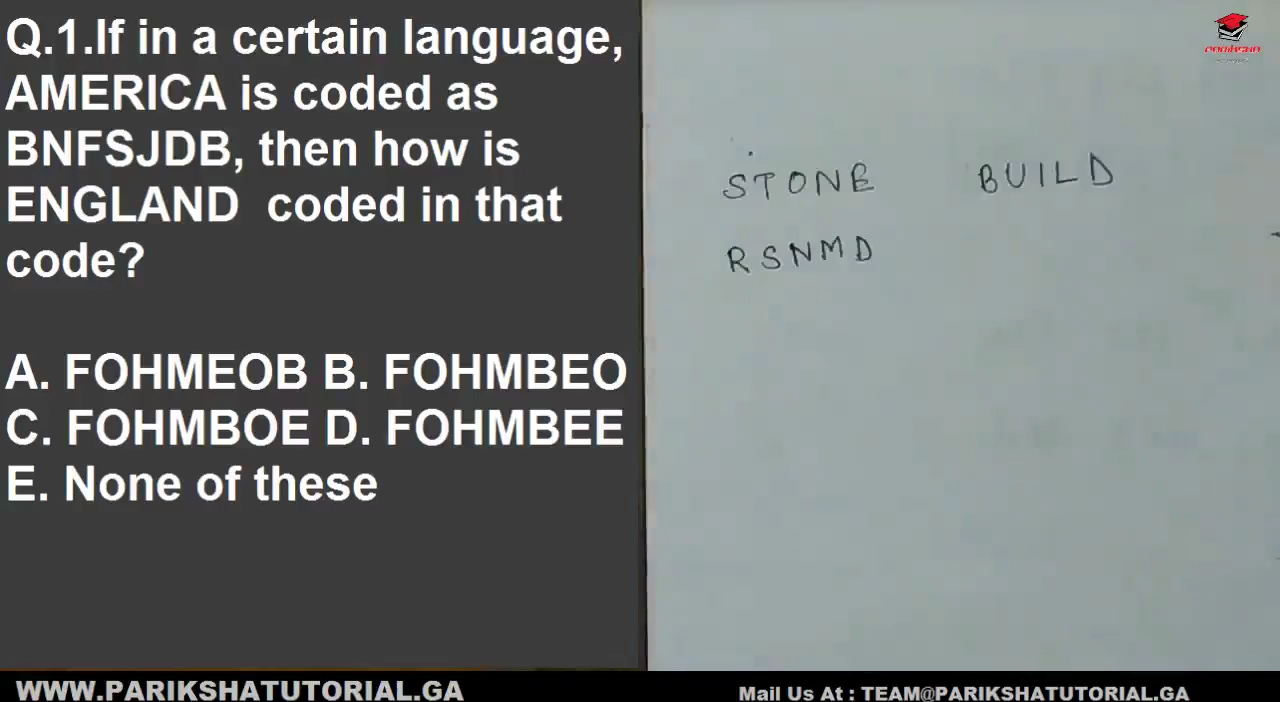 Q.1.If in a certain language,
AMERICA is coded as
BNFSJDB, then how is
ENGLAND coded in that
code?
A. FOHMEOB B. FOHMBEO
C. FOHMBOE D. FOHMBEE
E. None of these
STONE BUILD
RSNMD
WWW.PARIKSHATUTORIAL.GA
Mail Us At : TEAM@PARIKSHATUTORIAL.GA